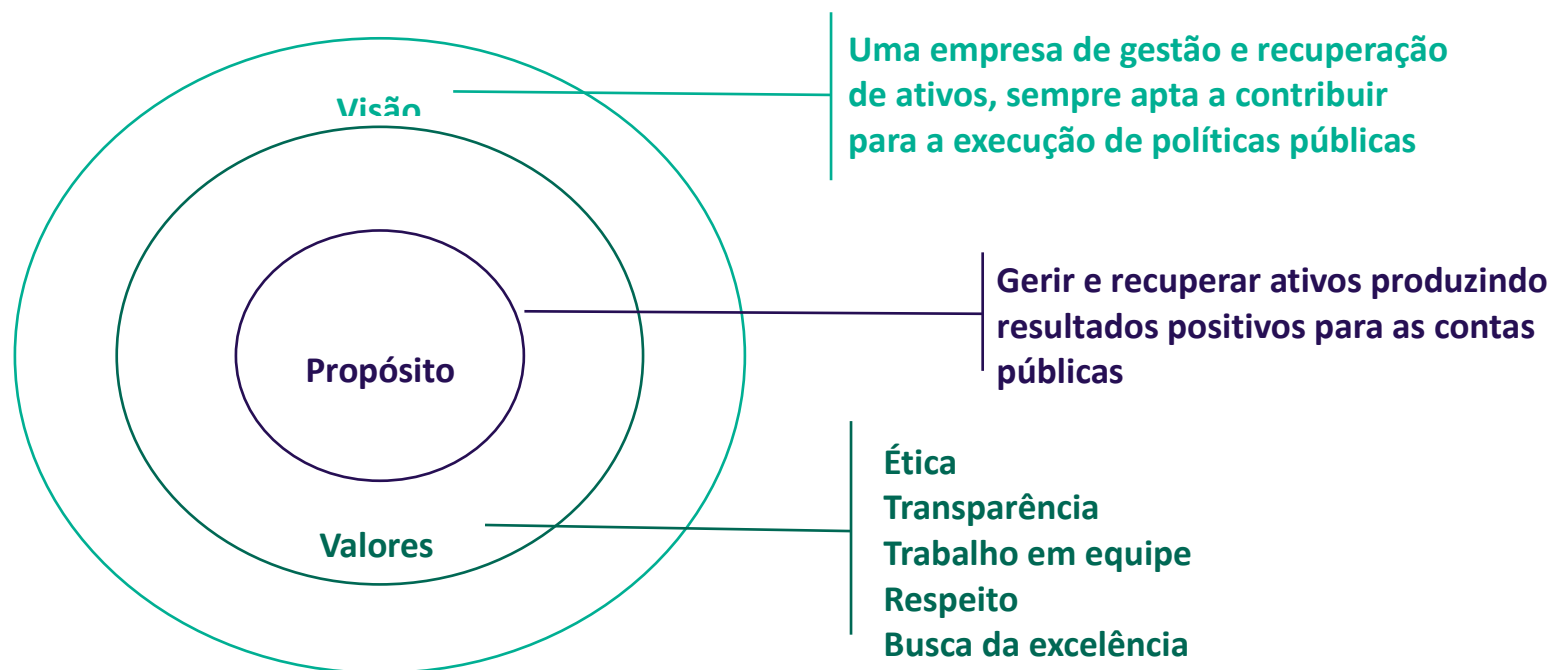 Visão
Uma empresa de gestão e recuperação
de ativos, sempre apta a contribuir
para a execução de políticas públicas
Propósito
Gerir e recuperar ativos produzindo
resultados positivos para as contas
públicas
Valores
Ética
Transparência
Trabalho em equipe
Respeito
Busca da excelência